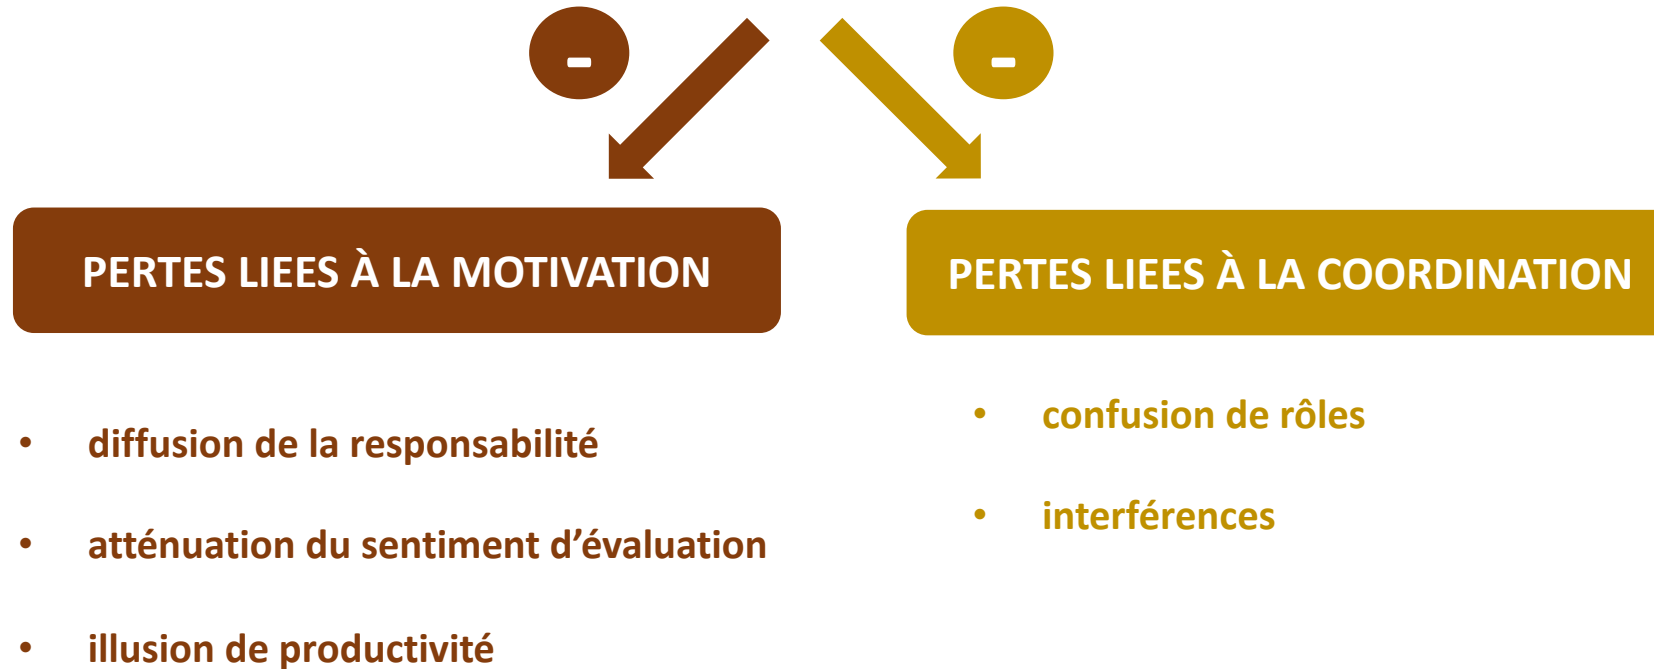 -
-
PERTES LIEES À LA MOTIVATION
• diffusion de la responsabilité
• atténuation du sentiment d’évaluation
• illusion de productivité
PERTES LIEES À LA COORDINATION
• confusion de rôles
• interférences